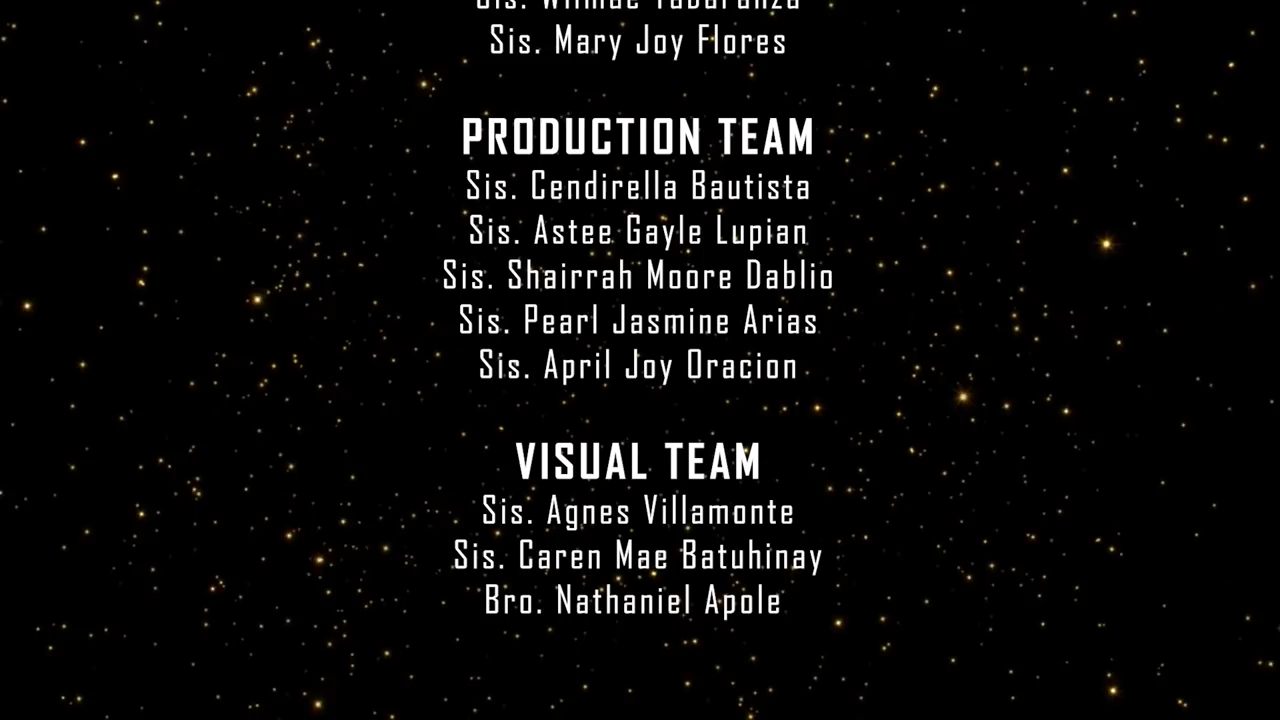 Sis. Mary Joy Flores
PRODUCTION TEAM
Sis. Cendirella Bautista
Sis. Astee Gayle Lupian
Sis. Shairrah Moore Dablio
Sis. Pearl Jasmine Arias
Sis. April Joy Oracion
VISUAL TEAM
Sis. Agnes Villamonte
Sis. Caren Mae Batuhinay
Bro. Nathaniel Apole